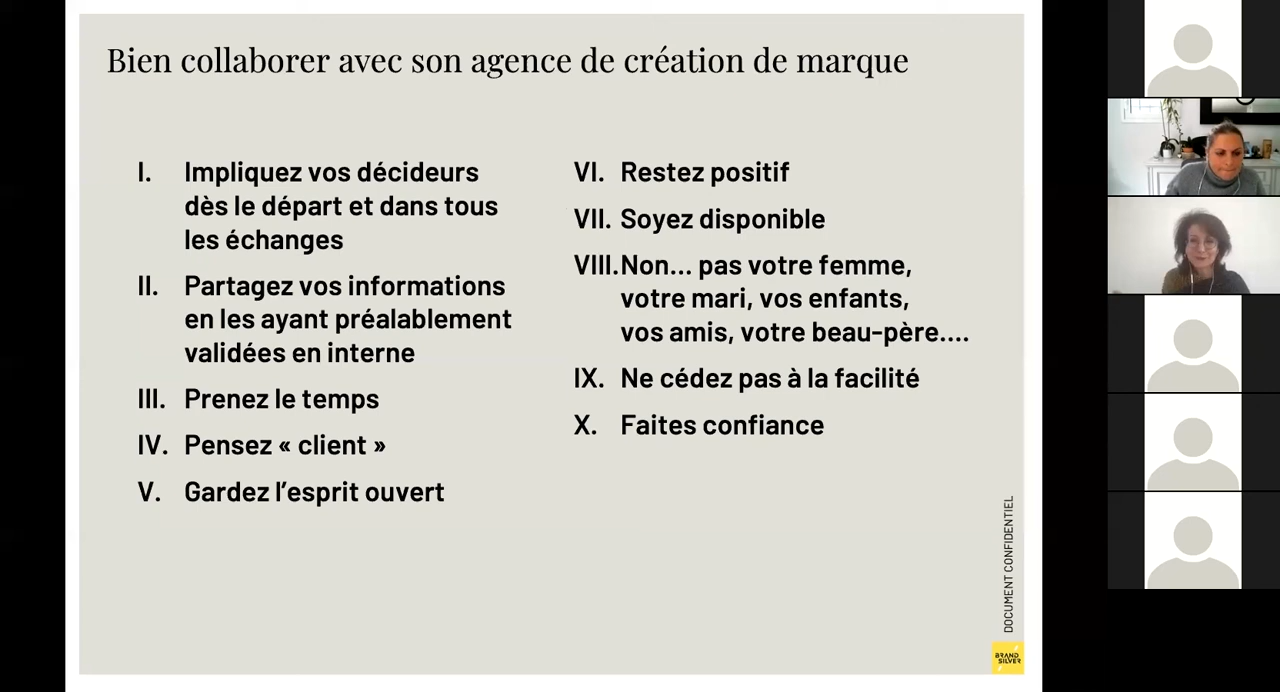 Bien collaborer avec son agence de création de marque
I. Impliquez vos décideurs
dès le départ et dans tous
les échanges
II. Partagez vos informations
en les ayant préalablement
validées en interne
III. Prenez le temps
IV. Pensez « client »
V. Gardez l’esprit ouvert
VI. Restez positif
VII. Soyez disponible
VIII. Non... pas votre femme,
votre mari, vos enfants,
vos amis, votre beau-père....
IX. Ne cédez pas à la facilité
X. Faites confiance
DOCUMENT CONFIDENTIEL
BRAND
SILVER